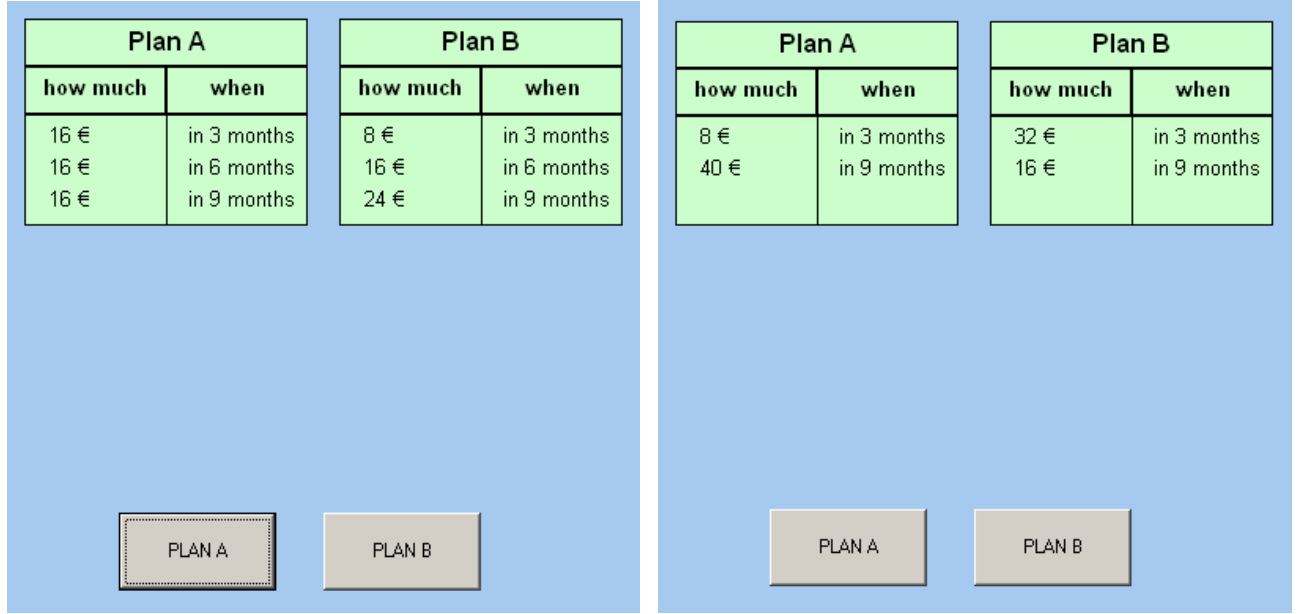 Plan A
how much when
16 € in 3 months
16 € in 6 months
16 € in 9 months
Plan B
how much when
8 € in 3 months
16 € in 6 months
24 € in 9 months
PLAN A PLAN B
Plan A
how much when
8 € in 3 months
40 € in 9 months
Plan B
how much when
32 € in 3 months
16 € in 9 months
PLAN A PLAN B